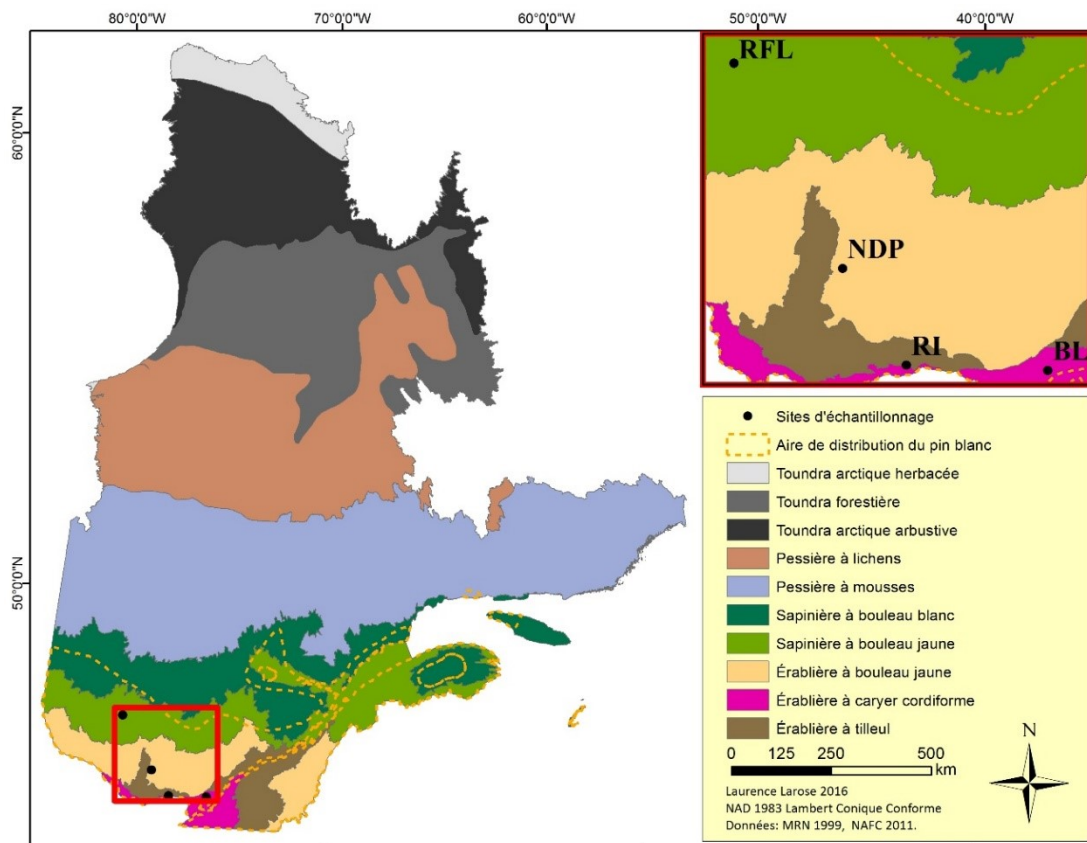 80°0'0"W
70°0'0"W
60°0'0"W
50°0'0"W
40°0'0"W
60°0'0"N
50°0'0"N
RFL
NDP
RI
BL
Sites d'échantillonnage
Aire de distribution du pin blanc
Toundra arctique herbacée
Toundra forestière
Toundra arctique arbustive
Pessière à lichens
Pessière à mousses
Sapinière à bouleau blanc
Sapinière à bouleau jaune
Érablière à bouleau jaune
Érablière à caryer cordiforme
Érablière à tilleul
0 125 250 500
km
N
Laurence Larose 2016
NAD 1983 Lambert Conique Conforme
Données: MRN 1999, NAFC 2011.